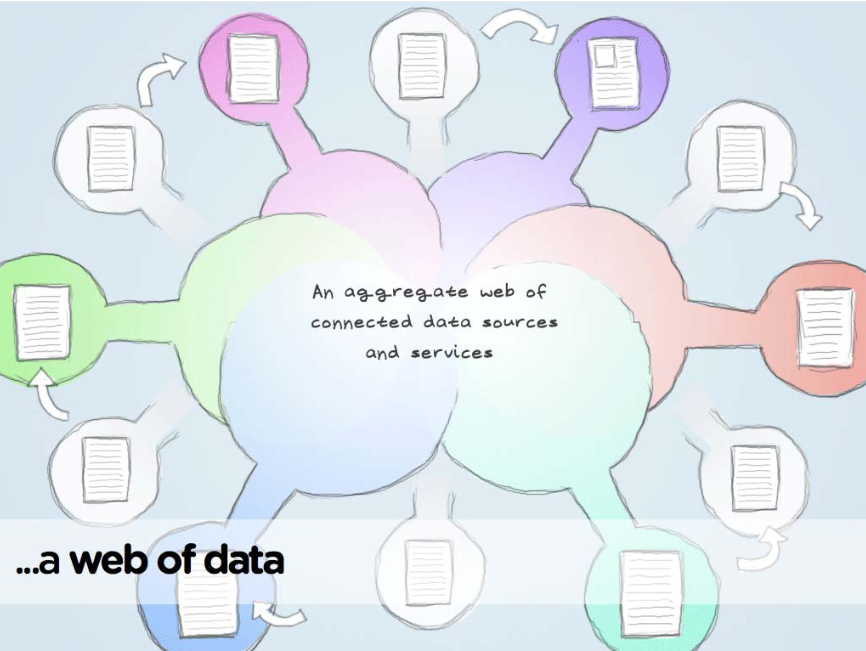 An aggregate web of
connected data sources
and services
...a web of data